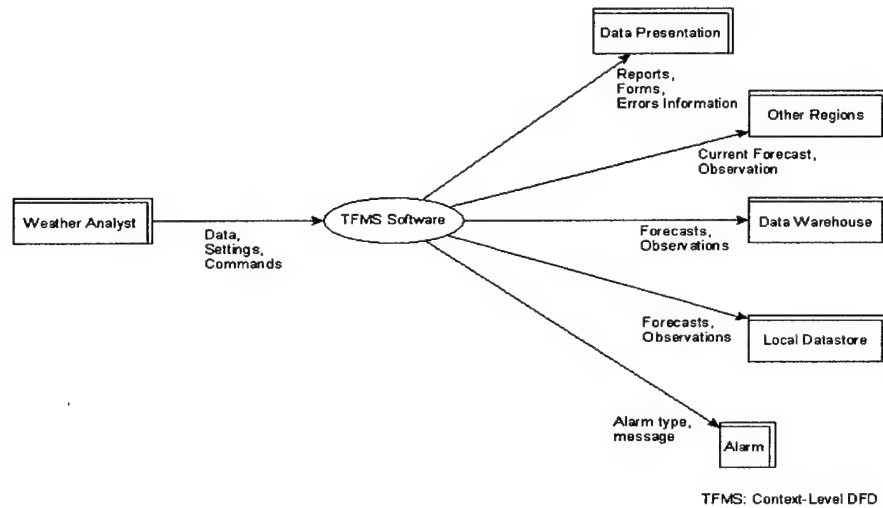 Data Presentation
Reports,
Forms,
Errors Information
Other Regions
Current Forecast,
Observation
Weather Analyst
TFMS Software
Data Warehouse
Data,
Settings,
Commands
Forecasts,
Observations
Forecasts,
Observations
Local Datastore
Alarm type,
message
Alarm
TFMS: Context-Level DFD